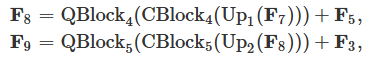 F₈ = QBlock₄(CBlock₄(Up₁(F₇))) + F₅,
F₉ = QBlock₅(CBlock₅(Up₂(F₈))) + F₃,